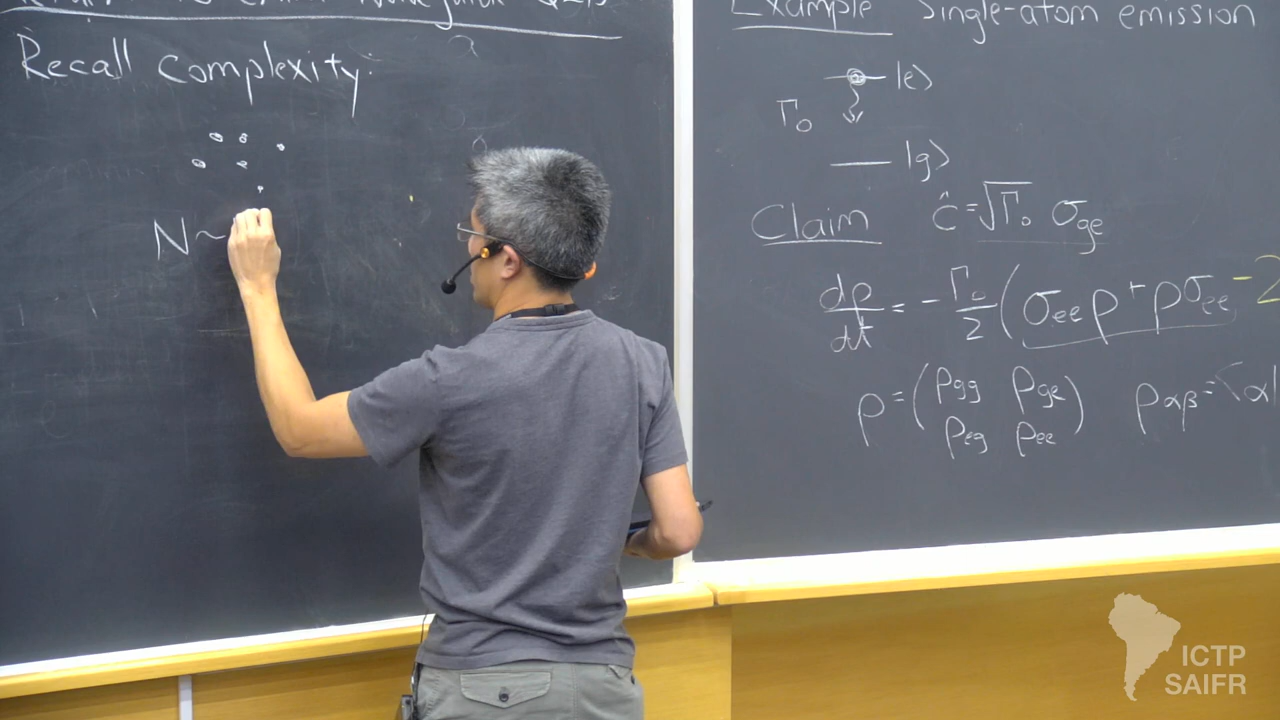 Recall complexity:
N~
Example Single-atom emission
|e>
Γ₀
|g>
Claim ĉ=√Γ₀ σge
dρ/dt = -Γ₀/2 (σee ρ + ρσee -2
ρ = (ρgg ρge
ρeg ρee) ραβ=<α|
ICTP
SAIFR